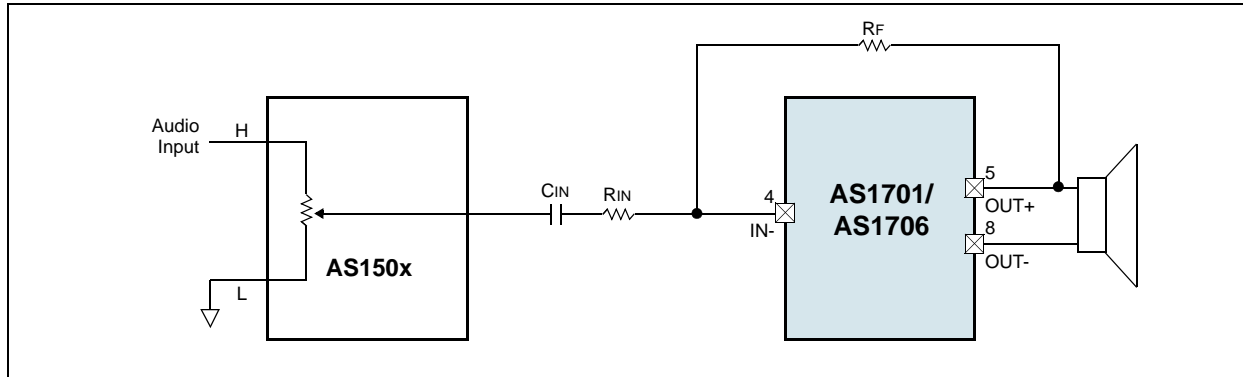 RF
Audio
Input
H
CIN
RIN
4
IN-
AS1701/
AS1706
5
OUT+
8
OUT-
AS150x
L